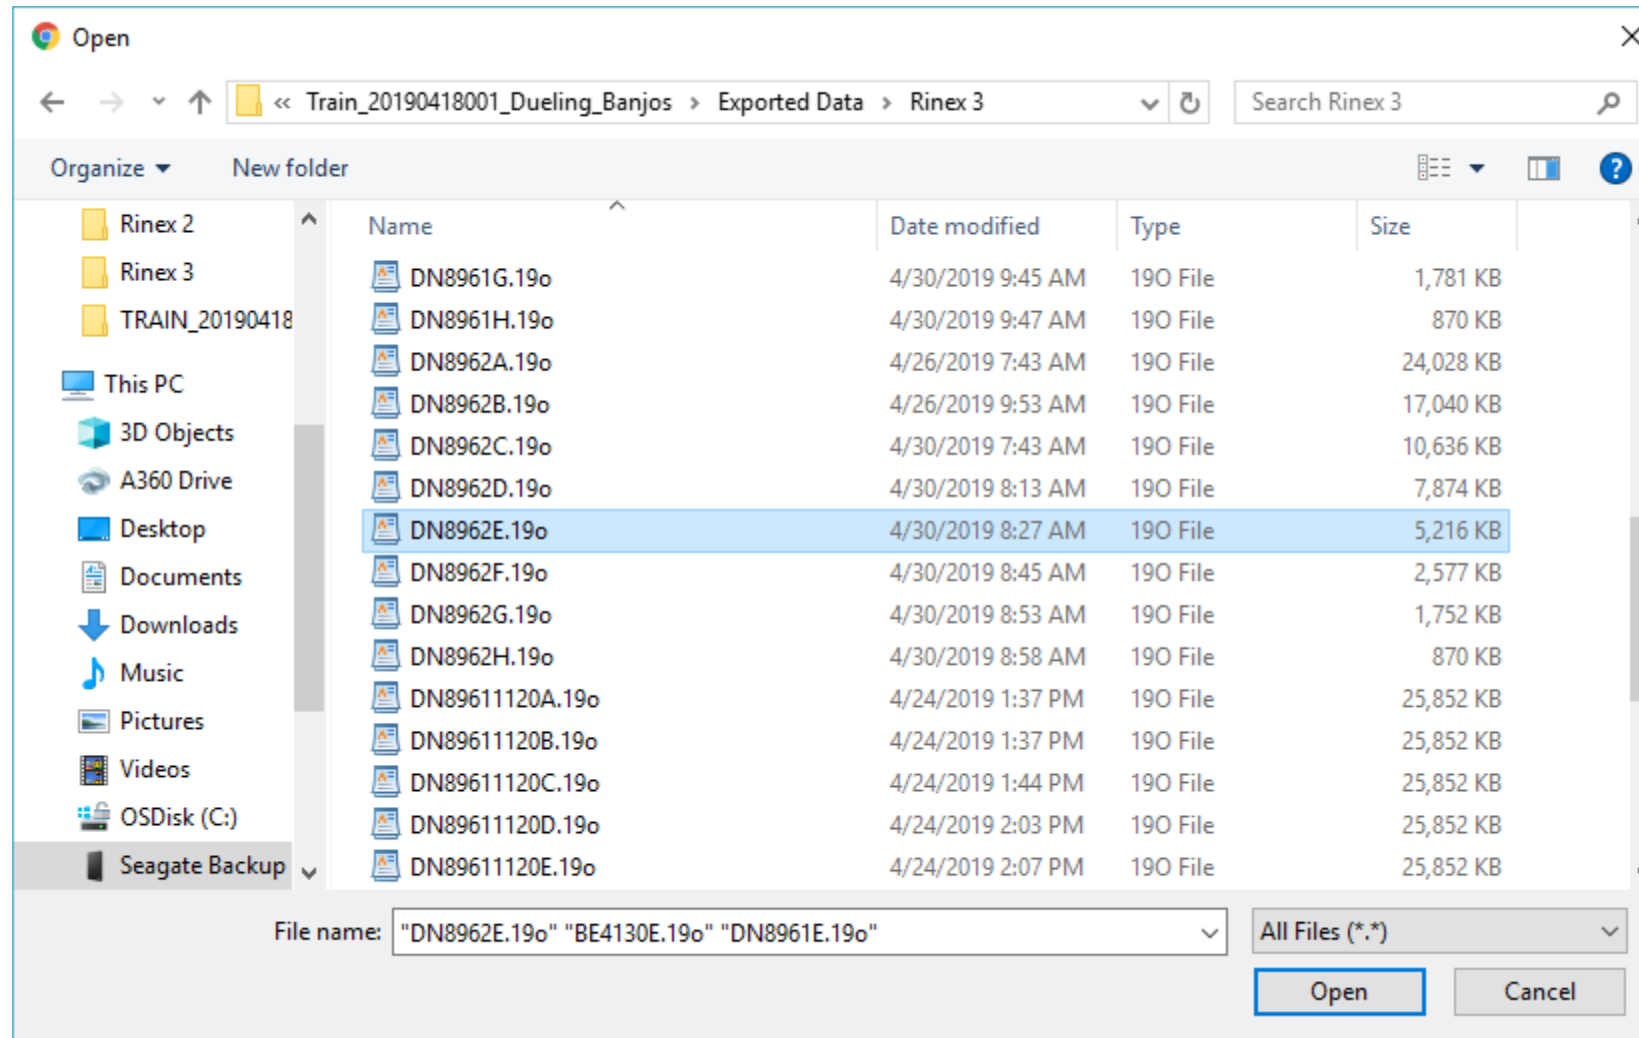 Open
« Train_20190418001_Dueling_Banjos > Exported Data > Rinex 3
Search Rinex 3
Organize
New folder
?
Rinex 2
Rinex 3
TRAIN_20190418
This PC
3D Objects
A360 Drive
Desktop
Documents
Downloads
Music
Pictures
Videos
OSDisk (C:)
Seagate Backup
Name Date modified Type Size
DN8961G.19o 4/30/2019 9:45 AM 19O File 1,781 KB
DN8961H.19o 4/30/2019 9:47 AM 19O File 870 KB
DN8962A.19o 4/26/2019 7:43 AM 19O File 24,028 KB
DN8962B.19o 4/26/2019 9:53 AM 19O File 17,040 KB
DN8962C.19o 4/30/2019 7:43 AM 19O File 10,636 KB
DN8962D.19o 4/30/2019 8:13 AM 19O File 7,874 KB
DN8962E.19o 4/30/2019 8:27 AM 19O File 5,216 KB
DN8962F.19o 4/30/2019 8:45 AM 19O File 2,577 KB
DN8962G.19o 4/30/2019 8:53 AM 19O File 1,752 KB
DN8962H.19o 4/30/2019 8:58 AM 19O File 870 KB
DN89611120A.19o 4/24/2019 1:37 PM 19O File 25,852 KB
DN89611120B.19o 4/24/2019 1:37 PM 19O File 25,852 KB
DN89611120C.19o 4/24/2019 1:44 PM 19O File 25,852 KB
DN89611120D.19o 4/24/2019 2:03 PM 19O File 25,852 KB
DN89611120E.19o 4/24/2019 2:07 PM 19O File 25,852 KB
File name: "DN8962E.19o" "BE4130E.19o" "DN8961E.19o"
All Files (*.*)
Open
Cancel